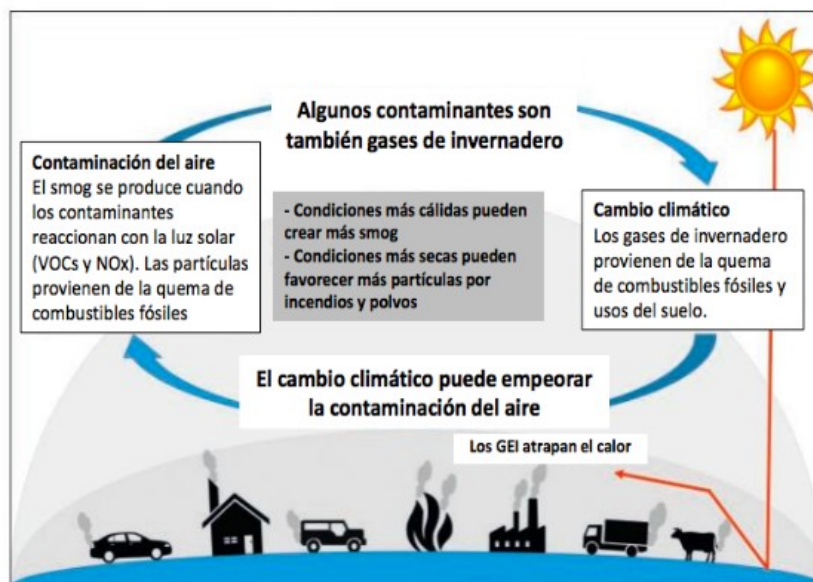 Algunos contaminantes son
también gases de invernadero
Contaminación del aire
El smog se produce cuando
los contaminantes
reaccionan con la luz solar
(VOCs y NOx). Las partículas
provienen de la quema de
combustibles fósiles
- Condiciones más cálidas pueden
crear más smog
- Condiciones más secas pueden
favorecer más partículas por
incendios y polvos
Cambio climático
Los gases de invernadero
provienen de la quema
de combustibles fósiles y
usos del suelo.
El cambio climático puede empeorar
la contaminación del aire
Los GEI atrapan el calor